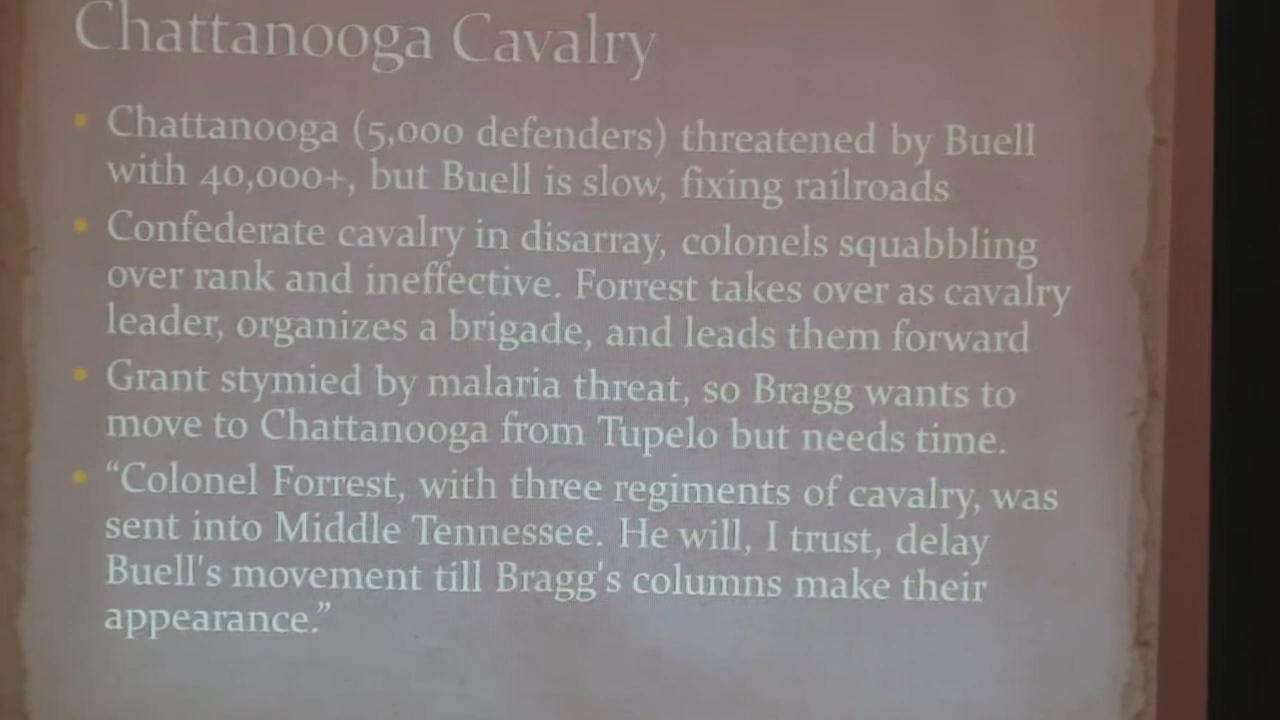 Chattanooga Cavalry
• Chattanooga (5,000 defenders) threatened by Buell
with 40,000+, but Buell is slow, fixing railroads
• Confederate cavalry in disarray, colonels squabbling
over rank and ineffective. Forrest takes over as cavalry
leader, organizes a brigade, and leads them forward
• Grant stymied by malaria threat, so Bragg wants to
move to Chattanooga from Tupelo but needs time.
• “Colonel Forrest, with three regiments of cavalry, was
sent into Middle Tennessee. He will, I trust, delay
Buell's movement till Bragg's columns make their
appearance.”